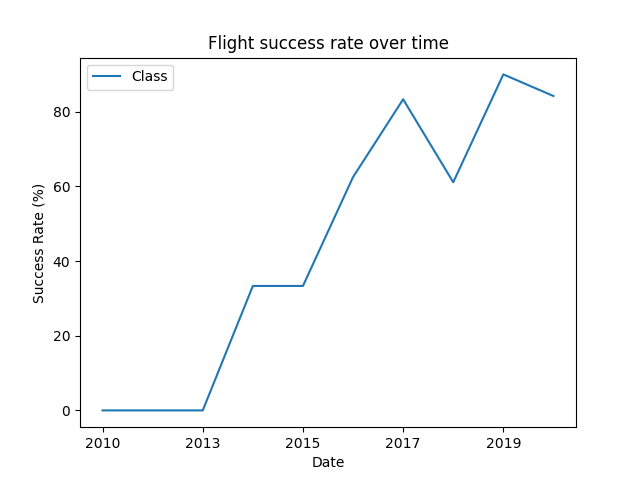 Flight success rate over time
Class
Success Rate (%)
80
60
40
20
0
2010 2013 2015 2017 2019
Date